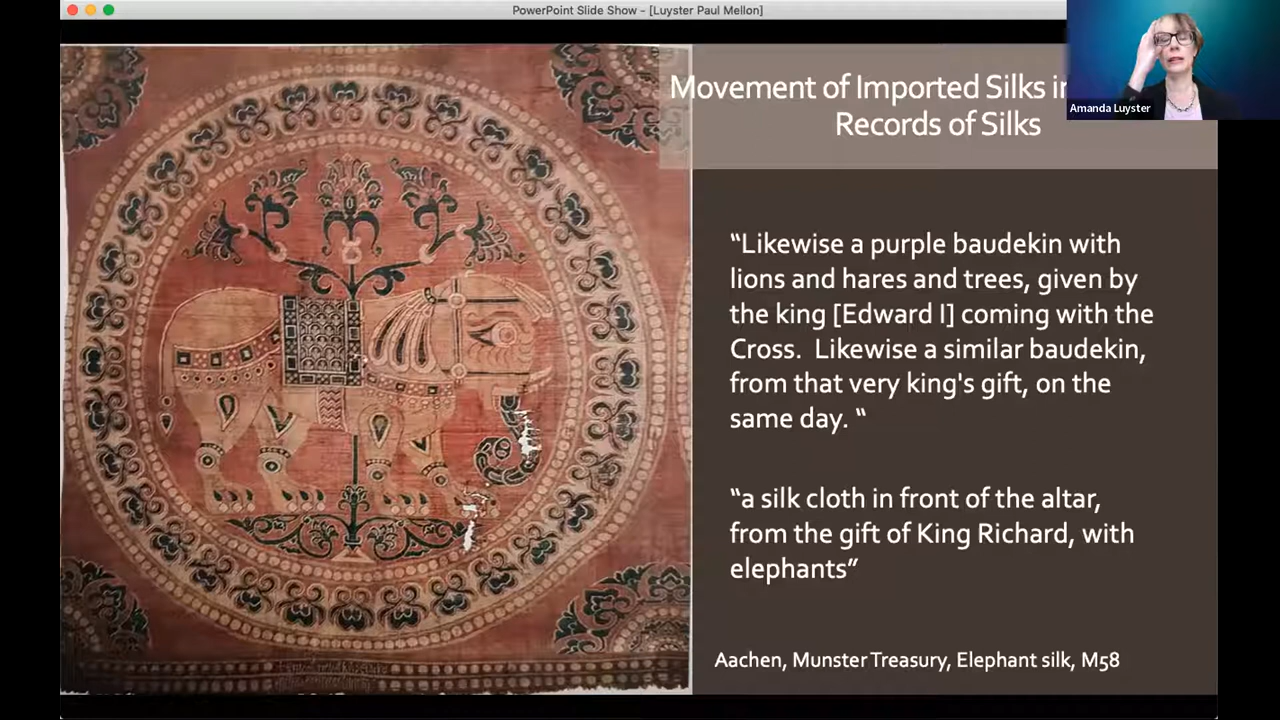 PowerPoint Slide Show - [Luyster Paul Mellon]
Amanda Luyster
Movement of Imported Silks
Records of Silks
“Likewise a purple baudekin with
lions and hares and trees, given by
the king [Edward I] coming with the
Cross.  Likewise a similar baudekin,
from that very king's gift, on the
same day. “
“a silk cloth in front of the altar,
from the gift of King Richard, with
elephants”
Aachen, Munster Treasury, Elephant silk, M58